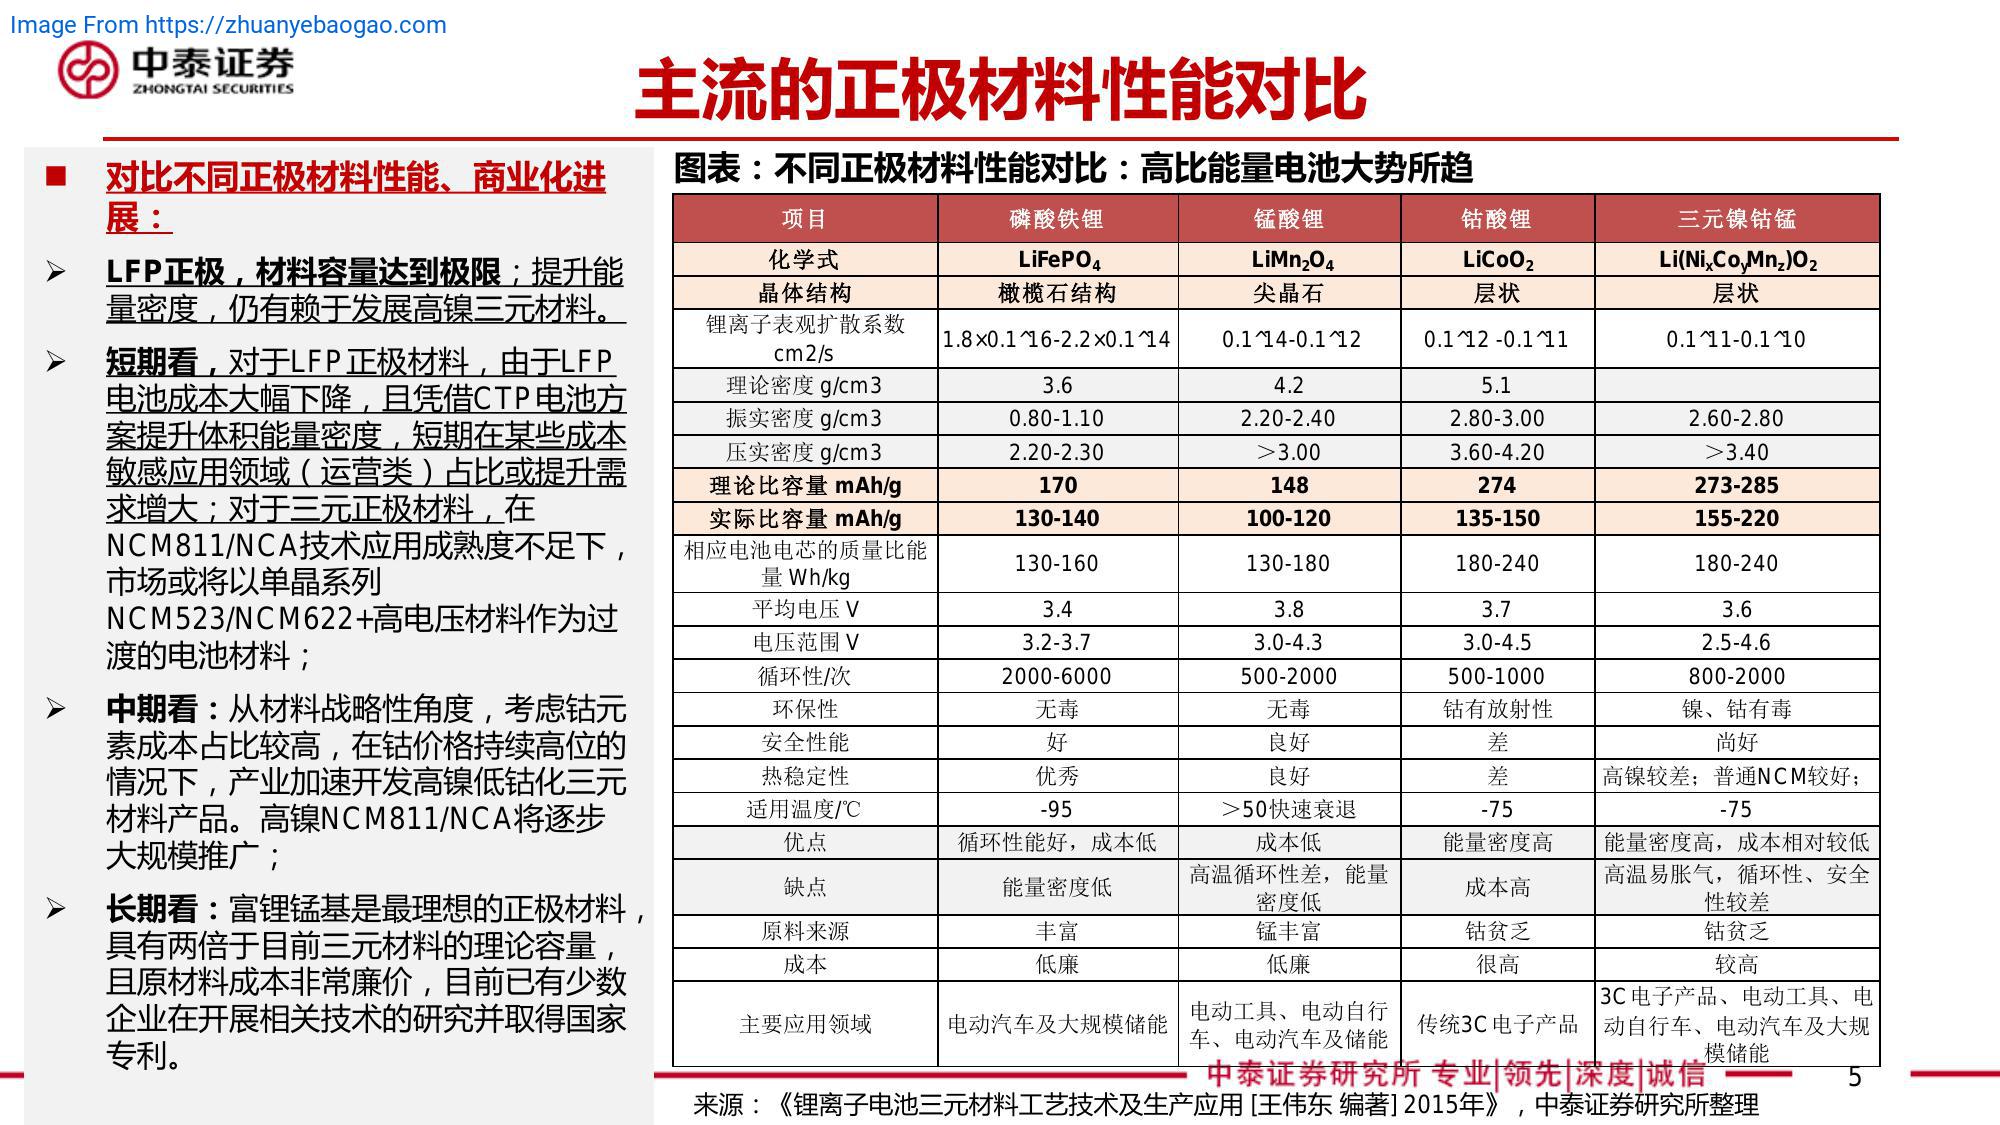 Image From https://zhuanyebaogao.com
中泰证券
ZHONGTAI SECURITIES
主流的正极材料性能对比
■ 对比不同正极材料性能、商业化进
展：
➢ LFP正极，材料容量达到极限；提升能
量密度，仍有赖于发展高镍三元材料。
➢ 短期看，对于LFP正极材料，由于LFP
电池成本大幅下降，且凭借CTP电池方
案提升体积能量密度，短期在某些成本
敏感应用领域（运营类）占比或提升需
求增大；对于三元正极材料，在
NCM811/NCA技术应用成熟度不足下，
市场或将以单晶系列
NCM523/NCM622+高电压材料作为过
渡的电池材料；
➢ 中期看：从材料战略性角度，考虑钴元
素成本占比较高，在钴价格持续高位的
情况下，产业加速开发高镍低钴化三元
材料产品。高镍NCM811/NCA将逐步
大规模推广；
➢ 长期看：富锂锰基是最理想的正极材料，
具有两倍于目前三元材料的理论容量，
且原材料成本非常廉价，目前已有少数
企业在开展相关技术的研究并取得国家
专利。
图表：不同正极材料性能对比：高比能量电池大势所趋
项目 磷酸铁锂 锰酸锂 钴酸锂 三元镍钴锰
化学式 LiFePO4 LiMn2O4 LiCoO2 Li(NixCoyMnz)O2
晶体结构 橄榄石结构 尖晶石 层状 层状
锂离子表观扩散系数
cm2/s 1.8×0.1^16-2.2×0.1^14 0.1^14-0.1^12 0.1^12 -0.1^11 0.1^11-0.1^10
理论密度 g/cm3 3.6 4.2 5.1
振实密度 g/cm3 0.80-1.10 2.20-2.40 2.80-3.00 2.60-2.80
压实密度 g/cm3 2.20-2.30 ＞3.00 3.60-4.20 ＞3.40
理论比容量 mAh/g 170 148 274 273-285
实际比容量 mAh/g 130-140 100-120 135-150 155-220
相应电池电芯的质量比能
量 Wh/kg 130-160 130-180 180-240 180-240
平均电压 V 3.4 3.8 3.7 3.6
电压范围 V 3.2-3.7 3.0-4.3 3.0-4.5 2.5-4.6
循环性/次 2000-6000 500-2000 500-1000 800-2000
环保性 无毒 无毒 钴有放射性 镍、钴有毒
安全性能 好 良好 差 尚好
热稳定性 优秀 良好 差 高镍较差；普通NCM较好；
适用温度/℃ -95 ＞50快速衰退 -75 -75
优点 循环性能好，成本低 成本低 能量密度高 能量密度高，成本相对较低
缺点 能量密度低 高温循环性差，能量
密度低 成本高 高温易胀气，循环性、安全
性较差
原料来源 丰富 锰丰富 钴贫乏 钴贫乏
成本 低廉 低廉 很高 较高
主要应用领域 电动汽车及大规模储能 电动工具、电动自行
车、电动汽车及储能 传统3C电子产品 3C电子产品、电动工具、电
动自行车、电动汽车及大规
模储能
中泰证券研究所 专业|领先|深度|诚信
5
来源：《锂离子电池三元材料工艺技术及生产应用 [王伟东 编著] 2015年》，中泰证券研究所整理